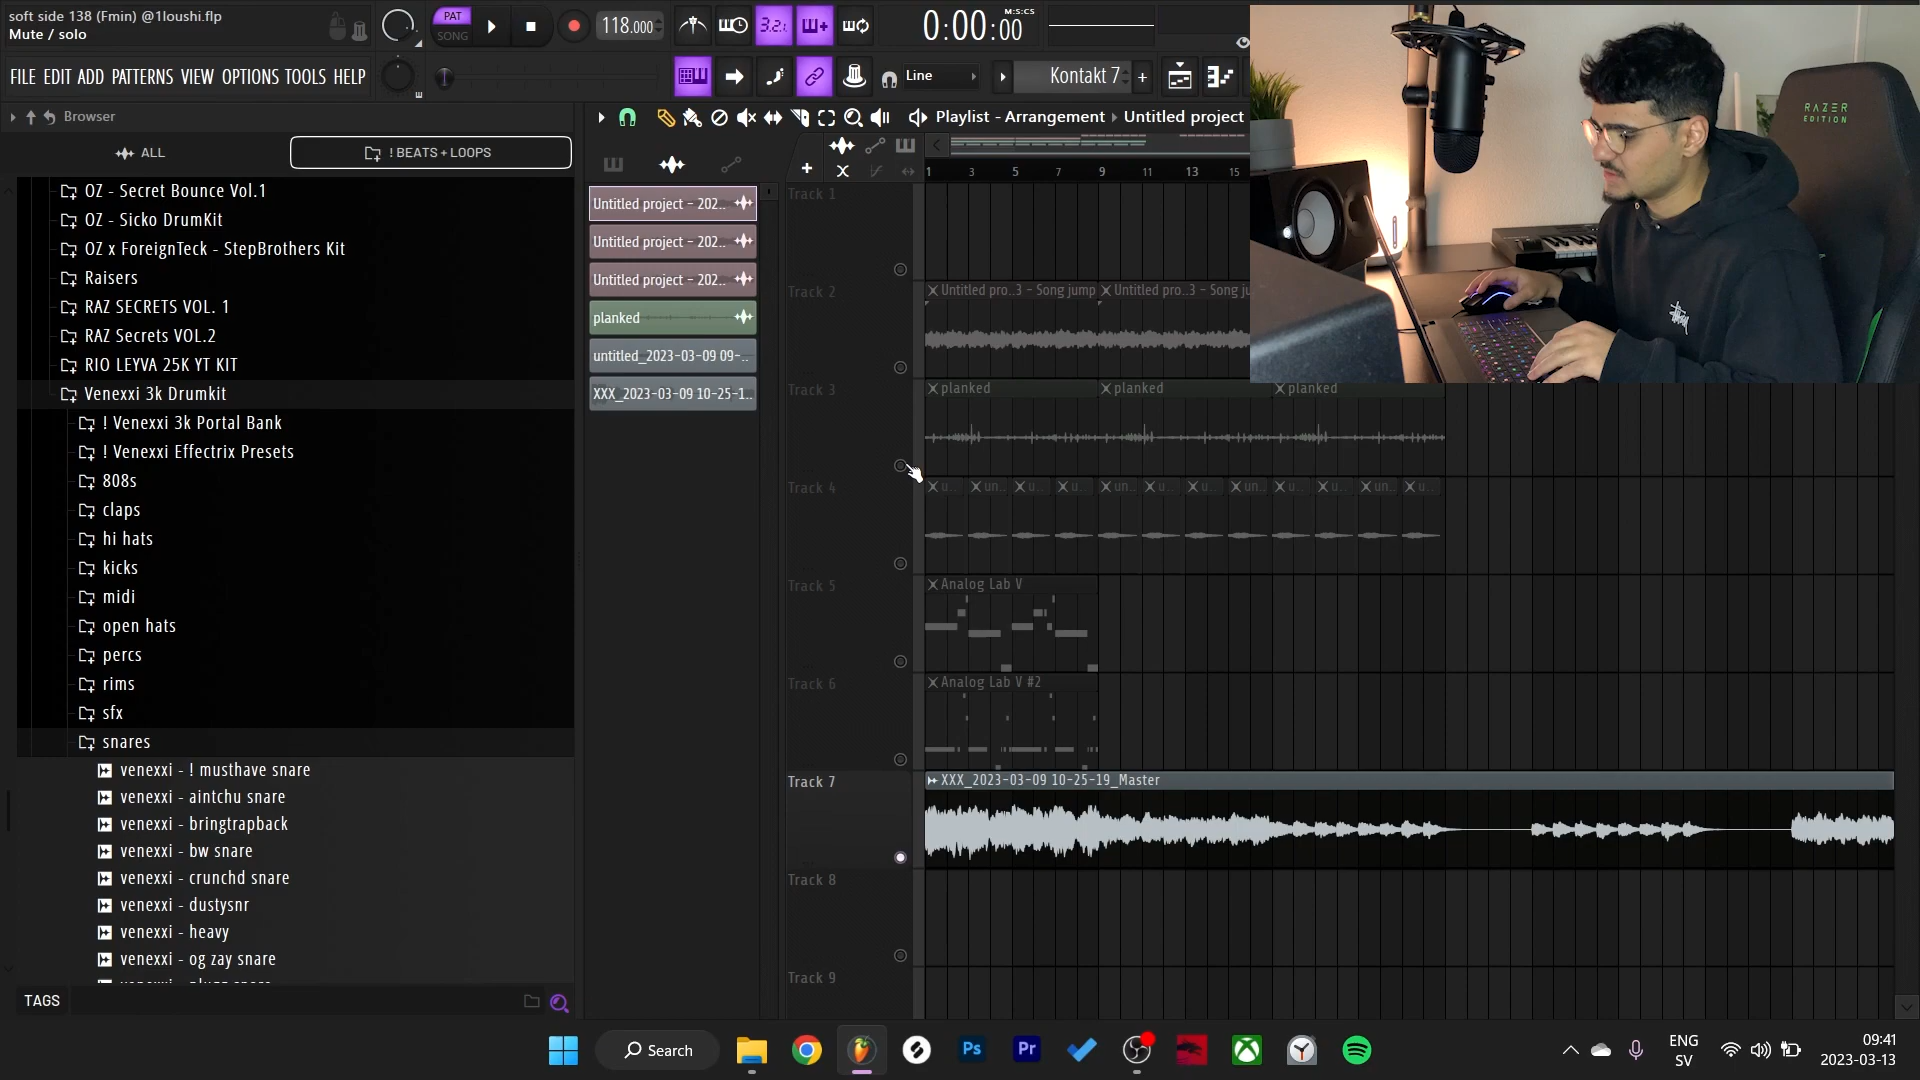 soft side 138 (Fmin) @1loushi.flp
Mute / solo
PAT
SONG
118.000
3.2.
0:00:00
M:S:CS
FILE EDIT ADD PATTERNS VIEW OPTIONS TOOLS HELP
Line
Kontakt 7
Browser
Playlist - Arrangement › Untitled project
ALL
! BEATS + LOOPS
1 3 5 7 9 11 13 15
OZ - Secret Bounce Vol.1
OZ - Sicko DrumKit
OZ x ForeignTeck - StepBrothers Kit
Raisers
RAZ SECRETS VOL. 1
RAZ Secrets VOL.2
RIO LEYVA 25K YT KIT
Venexxi 3k Drumkit
! Venexxi 3k Portal Bank
! Venexxi Effectrix Presets
808s
claps
hi hats
kicks
midi
open hats
percs
rims
sfx
snares
venexxi - ! musthave snare
venexxi - aintchu snare
venexxi - bringtrapback
venexxi - bw snare
venexxi - crunchd snare
venexxi - dustysnr
venexxi - heavy
venexxi - og zay snare
TAGS
Untitled project - 202..
Untitled project - 202..
Untitled project - 202..
planked
untitled_2023-03-09 09-..
XXX_2023-03-09 10-25-1..
Track 1
Track 2
Untitled pro..3 - Song jump
Untitled pro..3 - Song ju
Track 3
planked
planked
planked
Track 4
u.. un.. u.. u.. un.. u.. u.. un.. u.. u.. un.. u..
Track 5
Analog Lab V
Track 6
Analog Lab V #2
Track 7
XXX_2023-03-09 10-25-19_Master
Track 8
Track 9
RAZER
EDITION
Search
Ps
Pr
ENG
SV
09:41
2023-03-13